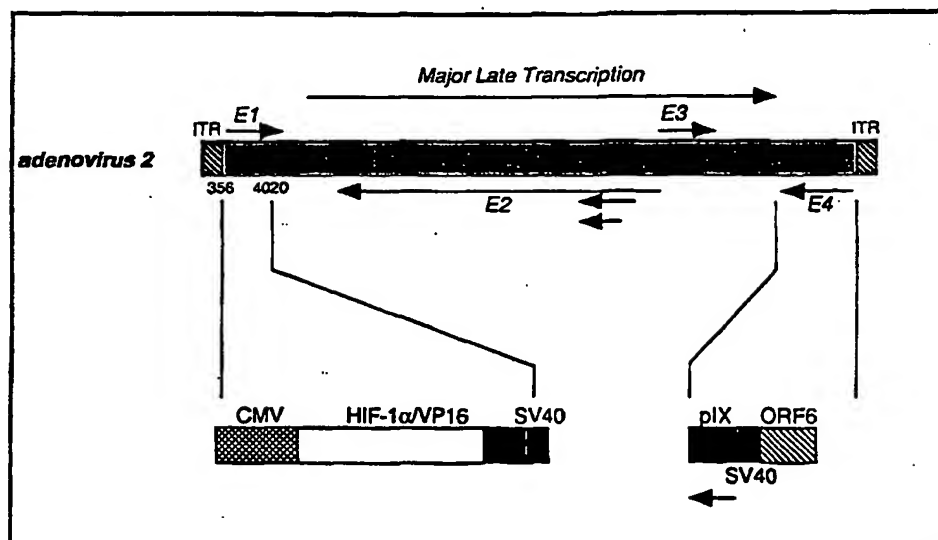 Major Late Transcription
ITR E1 E3 ITR
adenovirus 2
356 4020
E2 E4
CMV HIF-1α/VP16 SV40 pIX ORF6
SV40